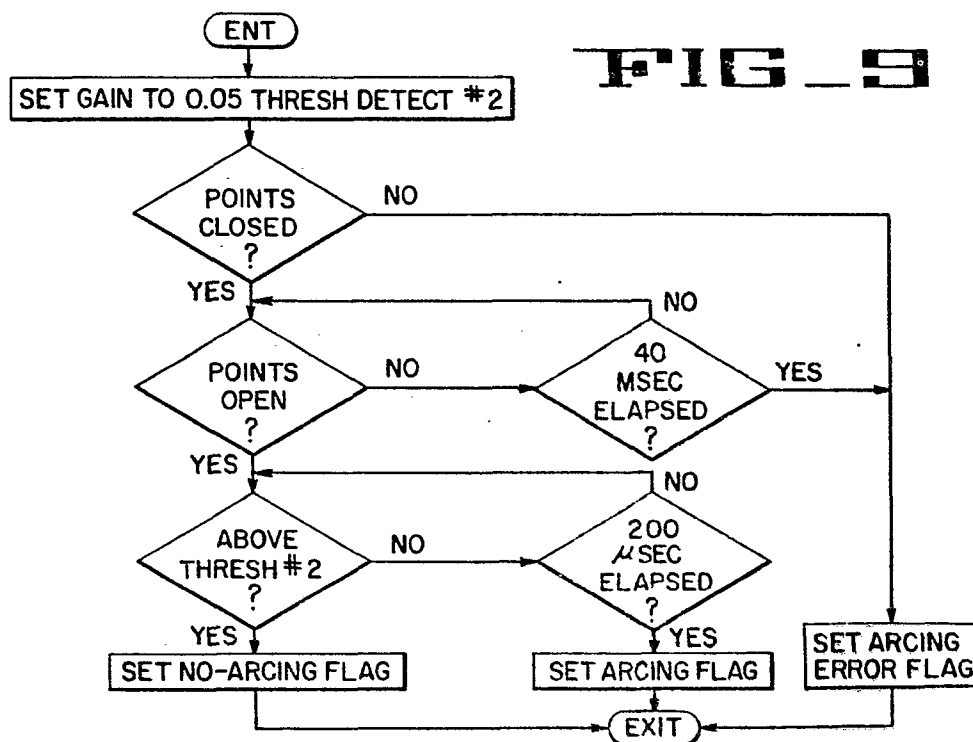 ENT
FIG_9
SET GAIN TO 0.05 THRESH DETECT #2
POINTS
CLOSED
?
NO
YES
NO
POINTS
OPEN
?
NO
40
MSEC
ELAPSED
?
YES
YES
NO
ABOVE
THRESH #2
?
NO
200
μSEC
ELAPSED
?
YES
YES
SET NO-ARCING FLAG
SET ARCING FLAG
SET ARCING
ERROR FLAG
EXIT